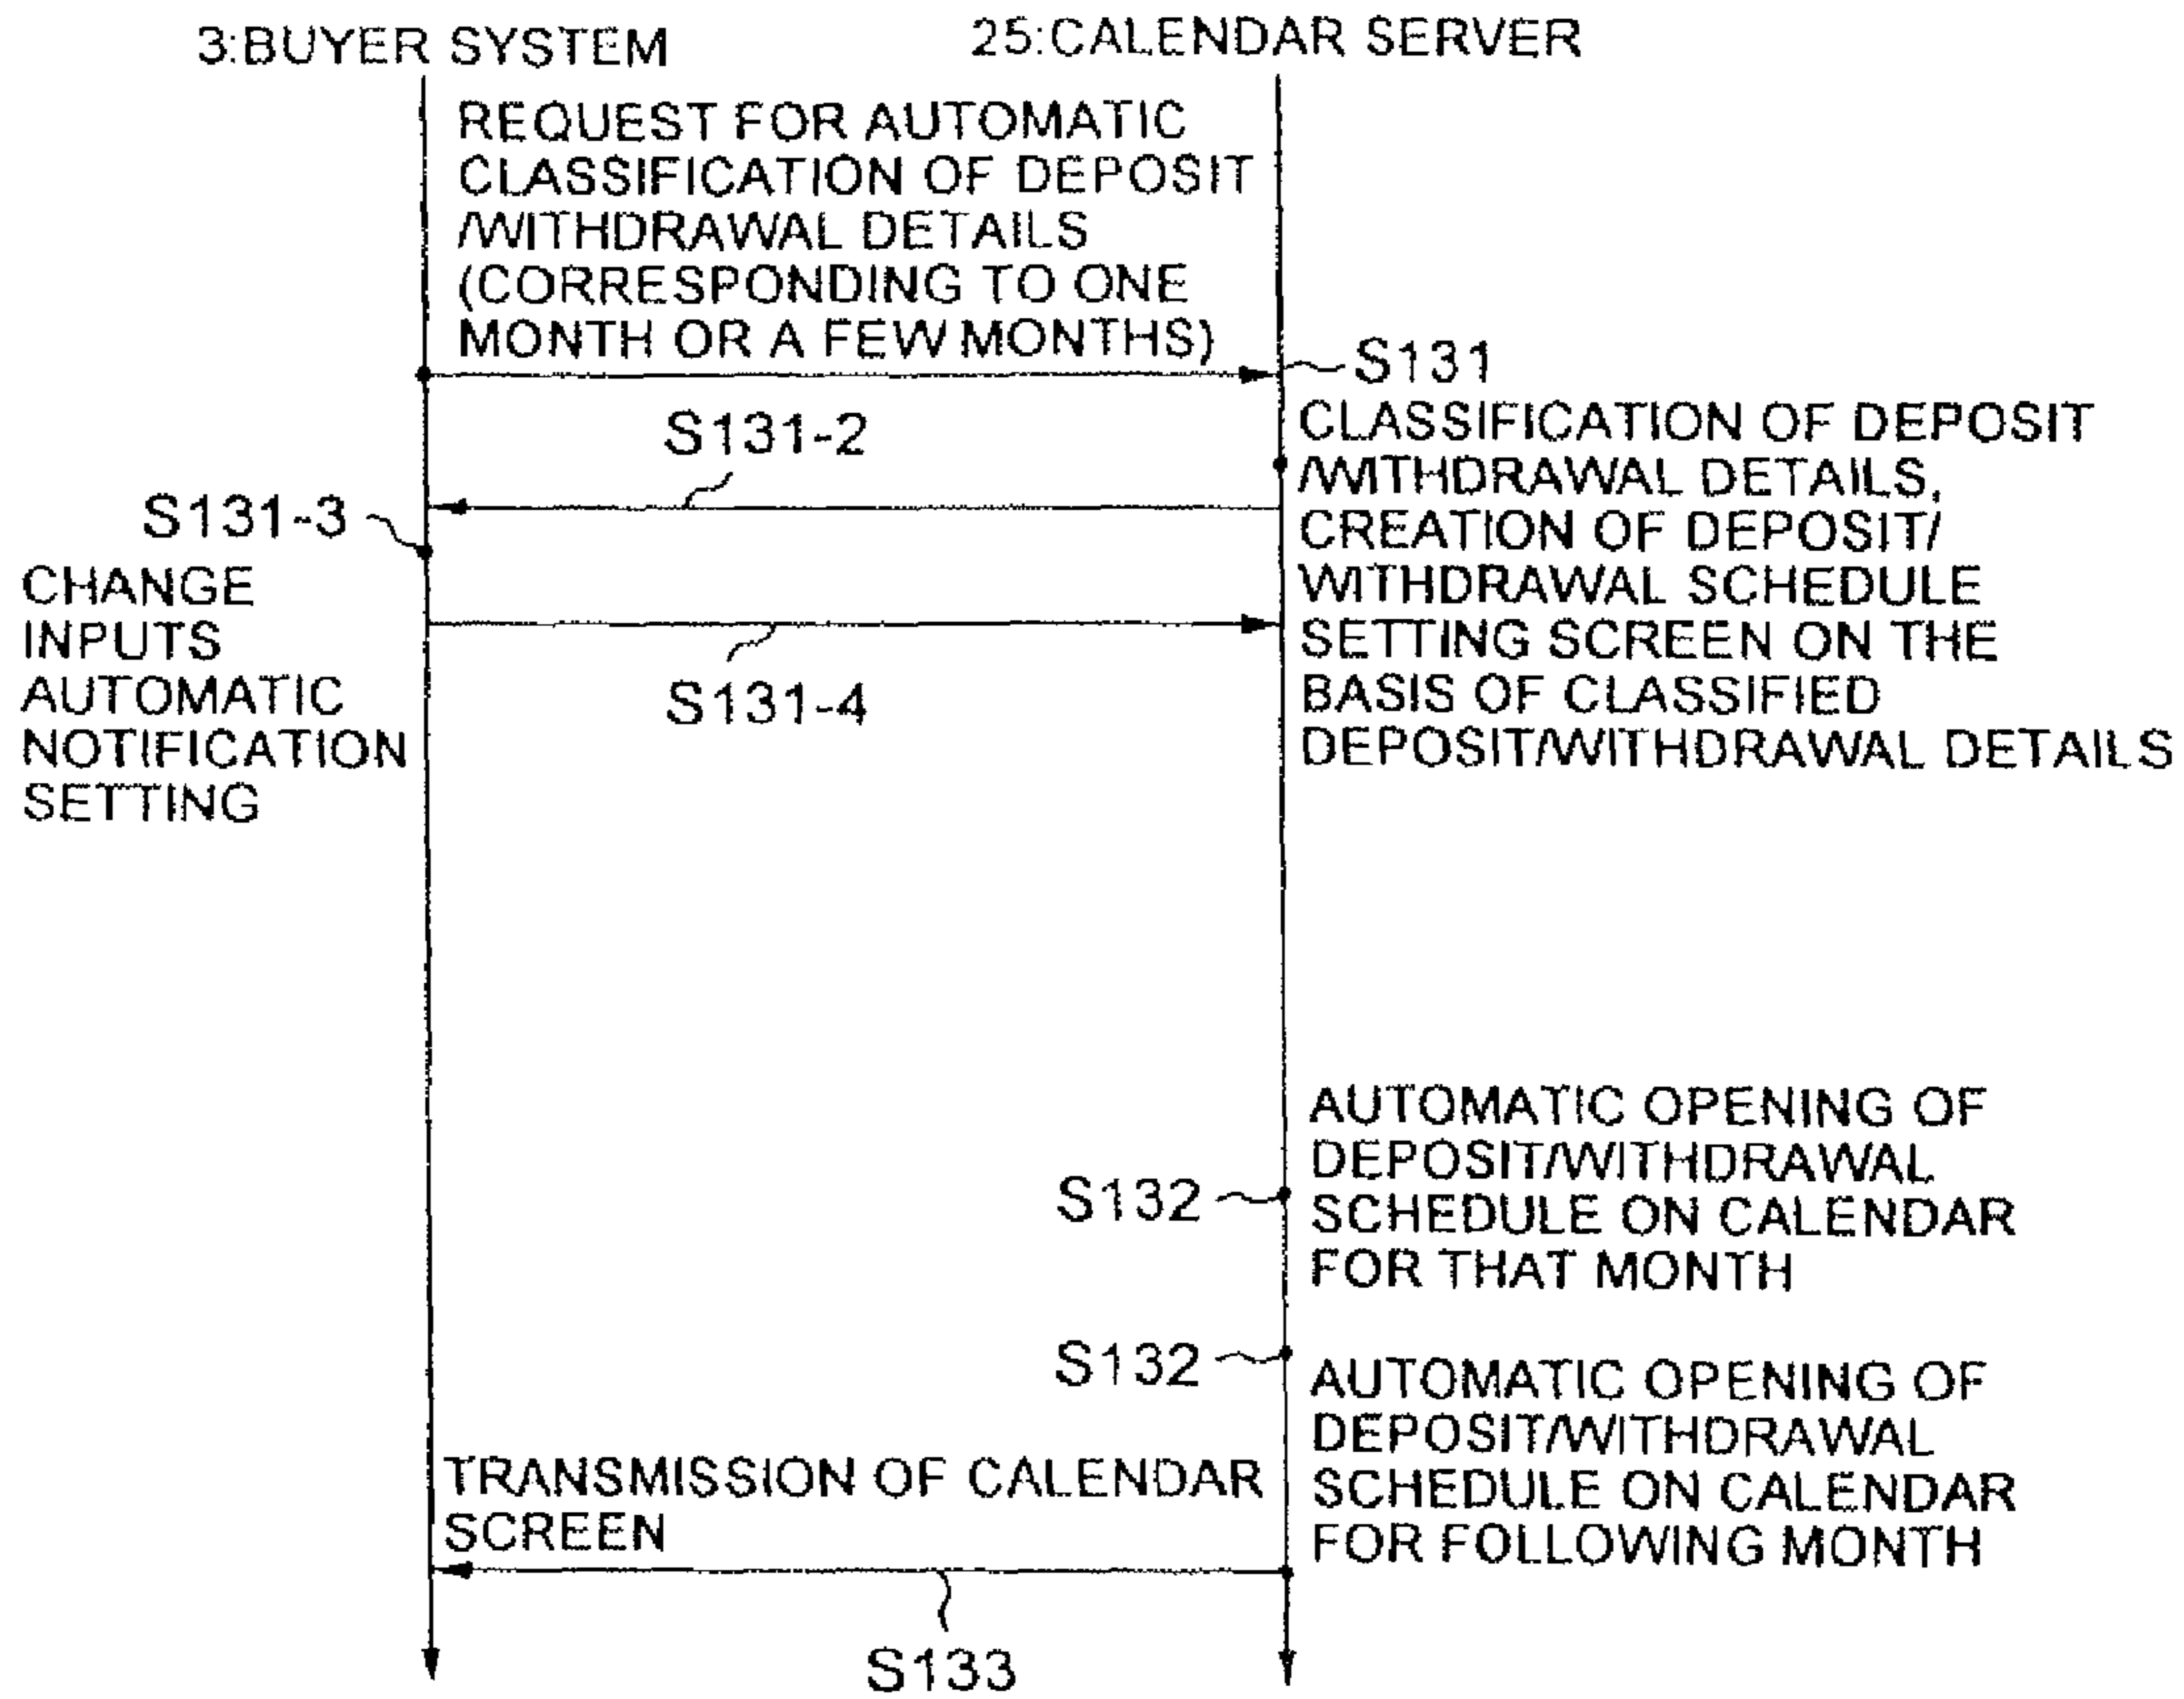 3:BUYER SYSTEM
25:CALENDAR SERVER
REQUEST FOR AUTOMATIC
CLASSIFICATION OF DEPOSIT
/WITHDRAWAL DETAILS
(CORRESPONDING TO ONE
MONTH OR A FEW MONTHS)
S131
CLASSIFICATION OF DEPOSIT
/WITHDRAWAL DETAILS,
CREATION OF DEPOSIT/
WITHDRAWAL SCHEDULE
SETTING SCREEN ON THE
BASIS OF CLASSIFIED
DEPOSIT/WITHDRAWAL DETAILS
S131-2
S131-3
CHANGE
INPUTS
AUTOMATIC
NOTIFICATION
SETTING
S131-4
S132
AUTOMATIC OPENING OF
DEPOSIT/WITHDRAWAL
SCHEDULE ON CALENDAR
FOR THAT MONTH
S132
AUTOMATIC OPENING OF
DEPOSIT/WITHDRAWAL
SCHEDULE ON CALENDAR
FOR FOLLOWING MONTH
TRANSMISSION OF CALENDAR
SCREEN
S133